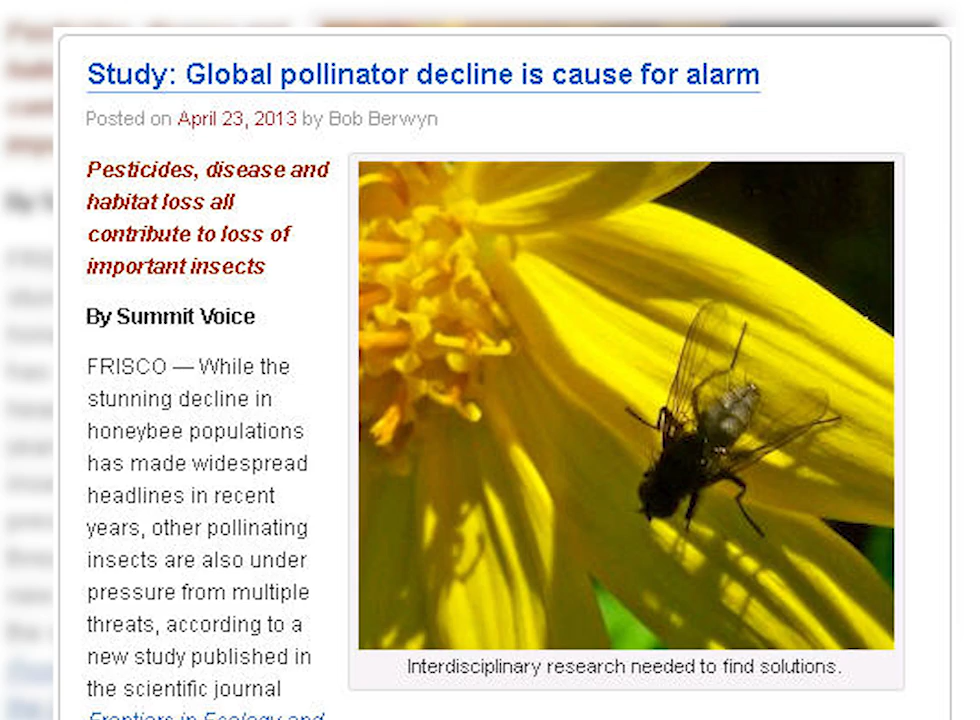 Study: Global pollinator decline is cause for alarm
Posted on April 23, 2013 by Bob Berwyn
Pesticides, disease and
habitat loss all
contribute to loss of
important insects
By Summit Voice
FRISCO — While the
stunning decline in
honeybee populations
has made widespread
headlines in recent
years, other pollinating
insects are also under
pressure from multiple
threats, according to a
new study published in
the scientific journal
Frontiers in Ecology and
Interdisciplinary research needed to find solutions.